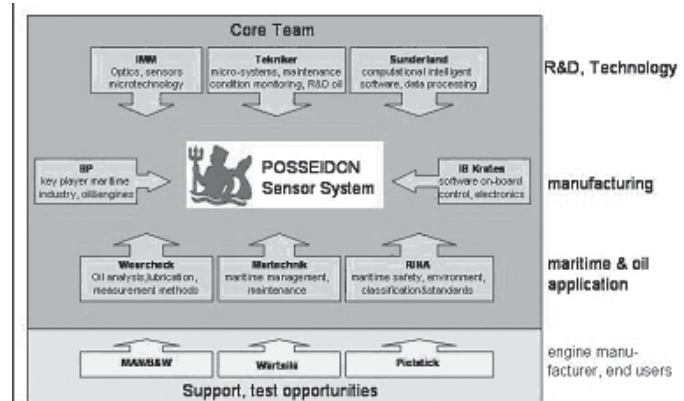 Core Team
IMM
Optics, sensors
microtechnology
Tekniker
micro-systems, maintenance
condition monitoring, R&D oil
Sunderland
computational intelligent
software, data processing
R&D, Technology
BP
key player maritime
industry, oil&engines
POSSEIDON
Sensor System
IB Krates
software on-board
control, electronics
manufacturing
Wearcheck
Oil analysis,lubrication,
measurement methods
Martechnik
maritime management,
maintenance
RINA
maritime safety, environment,
classification&standards
maritime & oil
application
MAN/B&W
Wärtsilä
Pielstick
engine manu-
facturer, end users
Support, test opportunities